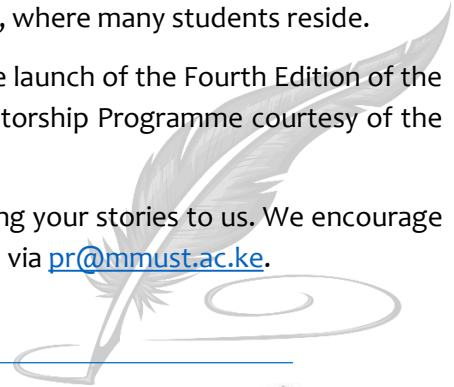 , where many students reside.
e launch of the Fourth Edition of the
torship Programme courtesy of the
ng your stories to us. We encourage
via pr@mmust.ac.ke.